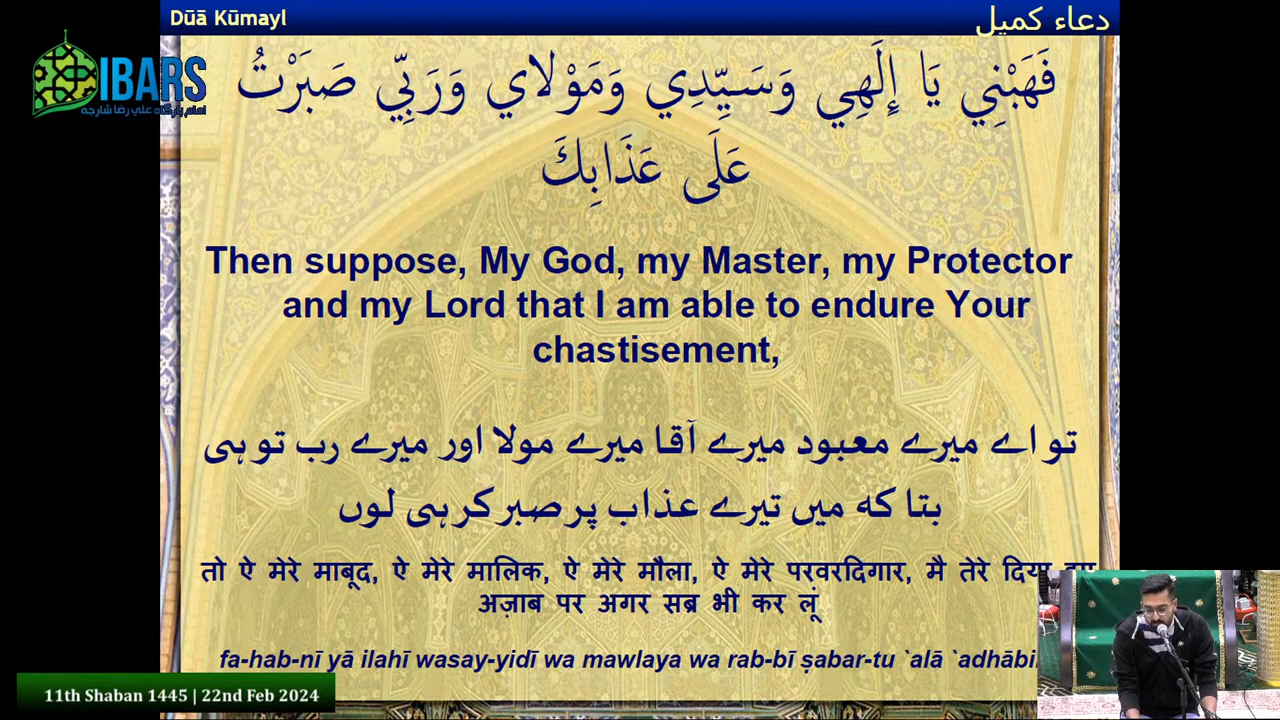 Dūā Kūmayl
دعاء كميل
IBARS
فَهَبْنِي يَا إِلَهِي وَسَيِّدِي وَمَوْلاي وَرَبِّي صَبَرْتُ
عَلَى عَذَابِكَ
Then suppose, My God, my Master, my Protector
and my Lord that I am able to endure Your
chastisement,
تو اے میرے معبود میرے آقا میرے مولا اور میرے رب تو ہی
بتا کہ میں تیرے عذاب پر صبر کر ہی لوں
तो ऐ मेरे माबूद, ऐ मेरे मालिक, ऐ मेरे मौला, ऐ मेरे परवरदिगार, मै तेरे दिया
अज़ाब पर अगर सब्र भी कर लूं
fa-hab-nī yā ilahī wasay-yidī wa mawlaya wa rab-bī ṣabar-tu `alā `adhābi
11th Shaban 1445 | 22nd Feb 2024